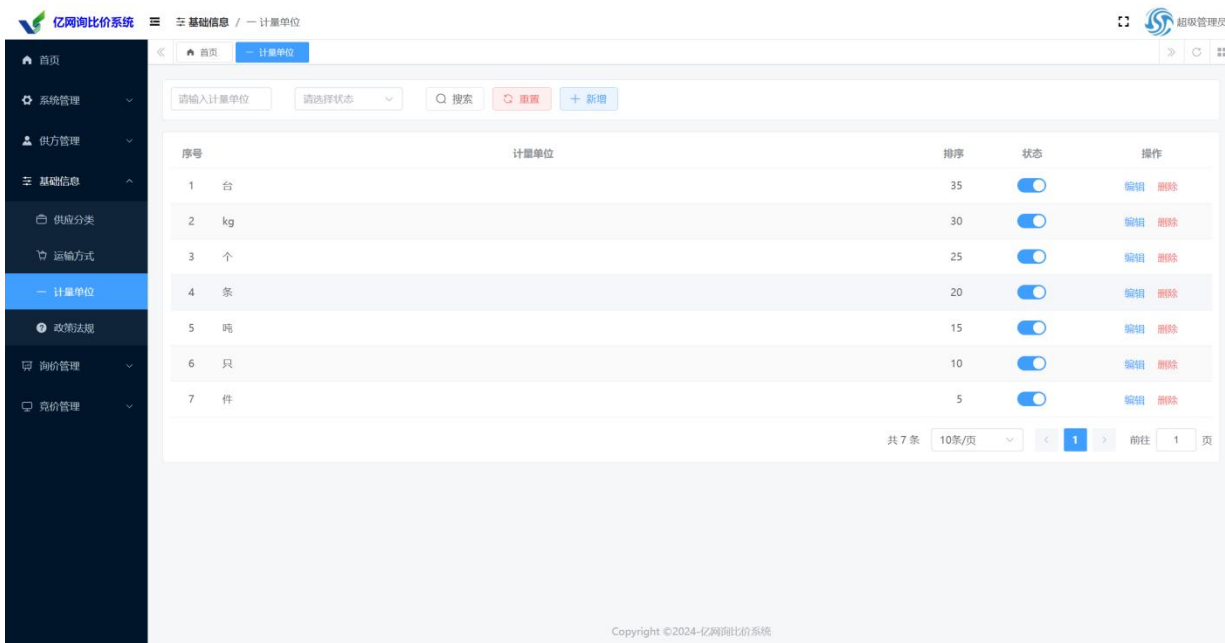 亿网询比价系统 基础信息 / 计量单位 超级管理员
首页 首页 计量单位
系统管理 请输入计量单位 请选择状态 搜索 重置 新增
供方管理 序号 计量单位 排序 状态 操作
基础信息 1 台 35 编辑 删除
供应分类 2 kg 30 编辑 删除
运输方式 3 个 25 编辑 删除
计量单位 4 条 20 编辑 删除
政策法规 5 吨 15 编辑 删除
询价管理 6 只 10 编辑 删除
竞价管理 7 件 5 编辑 删除
共 7 条 10条/页 1 前往 1 页
Copyright ©2024-亿网询比价系统